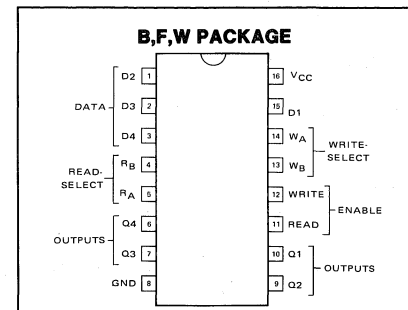 B,F,W PACKAGE
D2 1
16 VCC
D3 2
15 D1
DATA
D4 3
14 WA
WRITE-
SELECT
RB 4
13 WB
READ-
SELECT
RA 5
12 WRITE
ENABLE
Q4 6
11 READ
OUTPUTS
Q3 7
10 Q1
OUTPUTS
GND 8
9 Q2